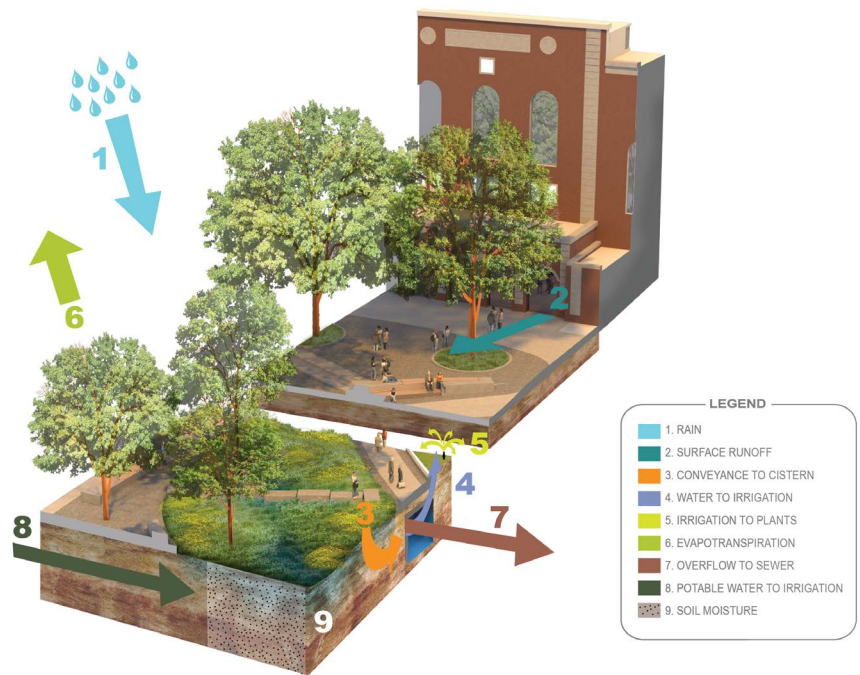 1
2
6
5
4
8
3
7
9
LEGEND
1. RAIN
2. SURFACE RUNOFF
3. CONVEYANCE TO CISTERN
4. WATER TO IRRIGATION
5. IRRIGATION TO PLANTS
6. EVAPOTRANSPIRATION
7. OVERFLOW TO SEWER
8. POTABLE WATER TO IRRIGATION
9. SOIL MOISTURE